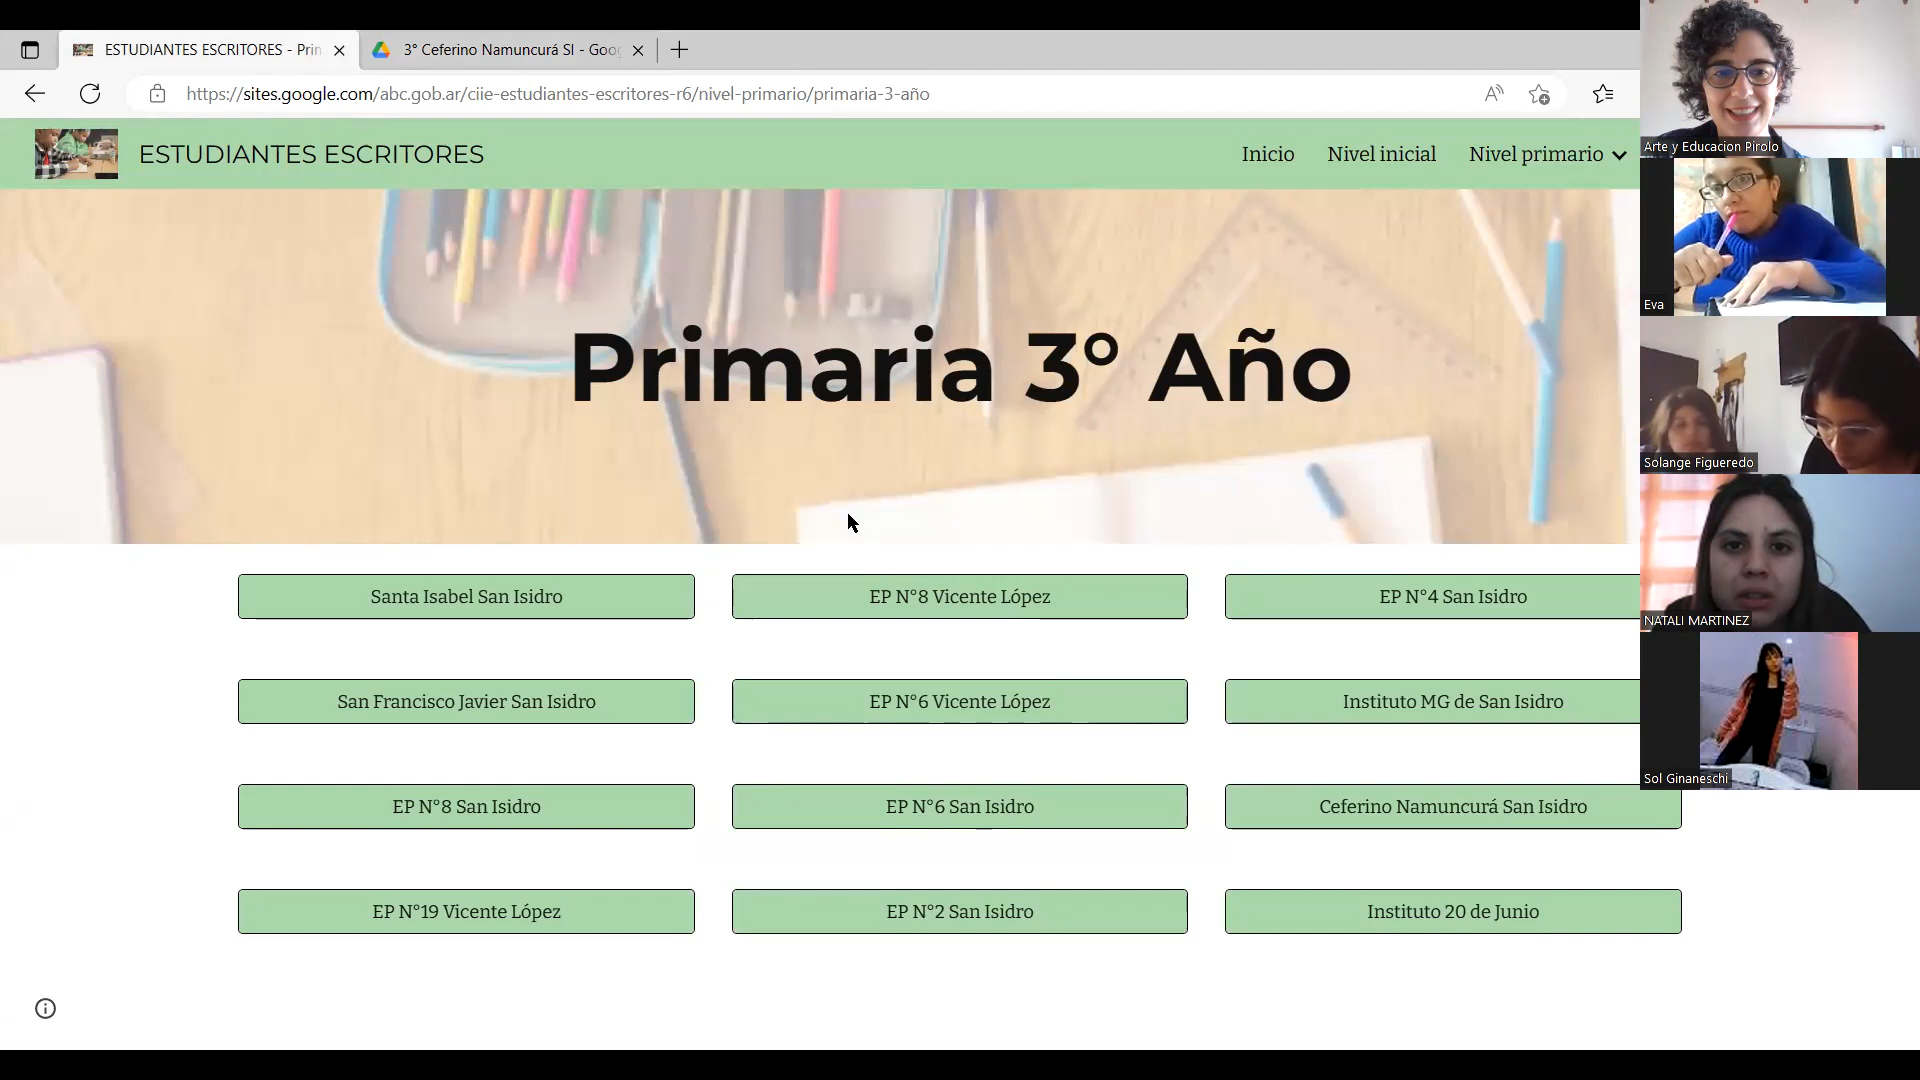 ESTUDIANTES ESCRITORES - Prin
3° Ceferino Namuncurá SI - Goo
https://sites.google.com/abc.gob.ar/ciie-estudiantes-escritores-r6/nivel-primario/primaria-3-año
ESTUDIANTES ESCRITORES
Inicio
Nivel inicial
Nivel primario
Primaria 3° Año
Santa Isabel San Isidro
EP N°8 Vicente López
EP N°4 San Isidro
San Francisco Javier San Isidro
EP N°6 Vicente López
Instituto MG de San Isidro
EP N°8 San Isidro
EP N°6 San Isidro
Ceferino Namuncurá San Isidro
EP N°19 Vicente López
EP N°2 San Isidro
Instituto 20 de Junio
Arte y Educacion Pirolo
Eva
Solange Figueredo
NATALI MARTINEZ
Sol Ginaneschi